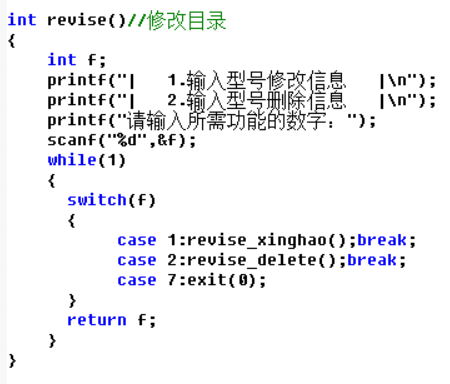 int revise()//修改目录
{
    int f;
    printf("|   1.输入型号修改信息   |\n");
    printf("|   2.输入型号删除信息   |\n");
    printf("请输入所需功能的数字: ");
    scanf("%d",&f);
    while(1)
    {
      switch(f)
      {
           case 1:revise_xinghao();break;
           case 2:revise_delete();break;
           case 7:exit(0);
      }
      return f;
    }
}